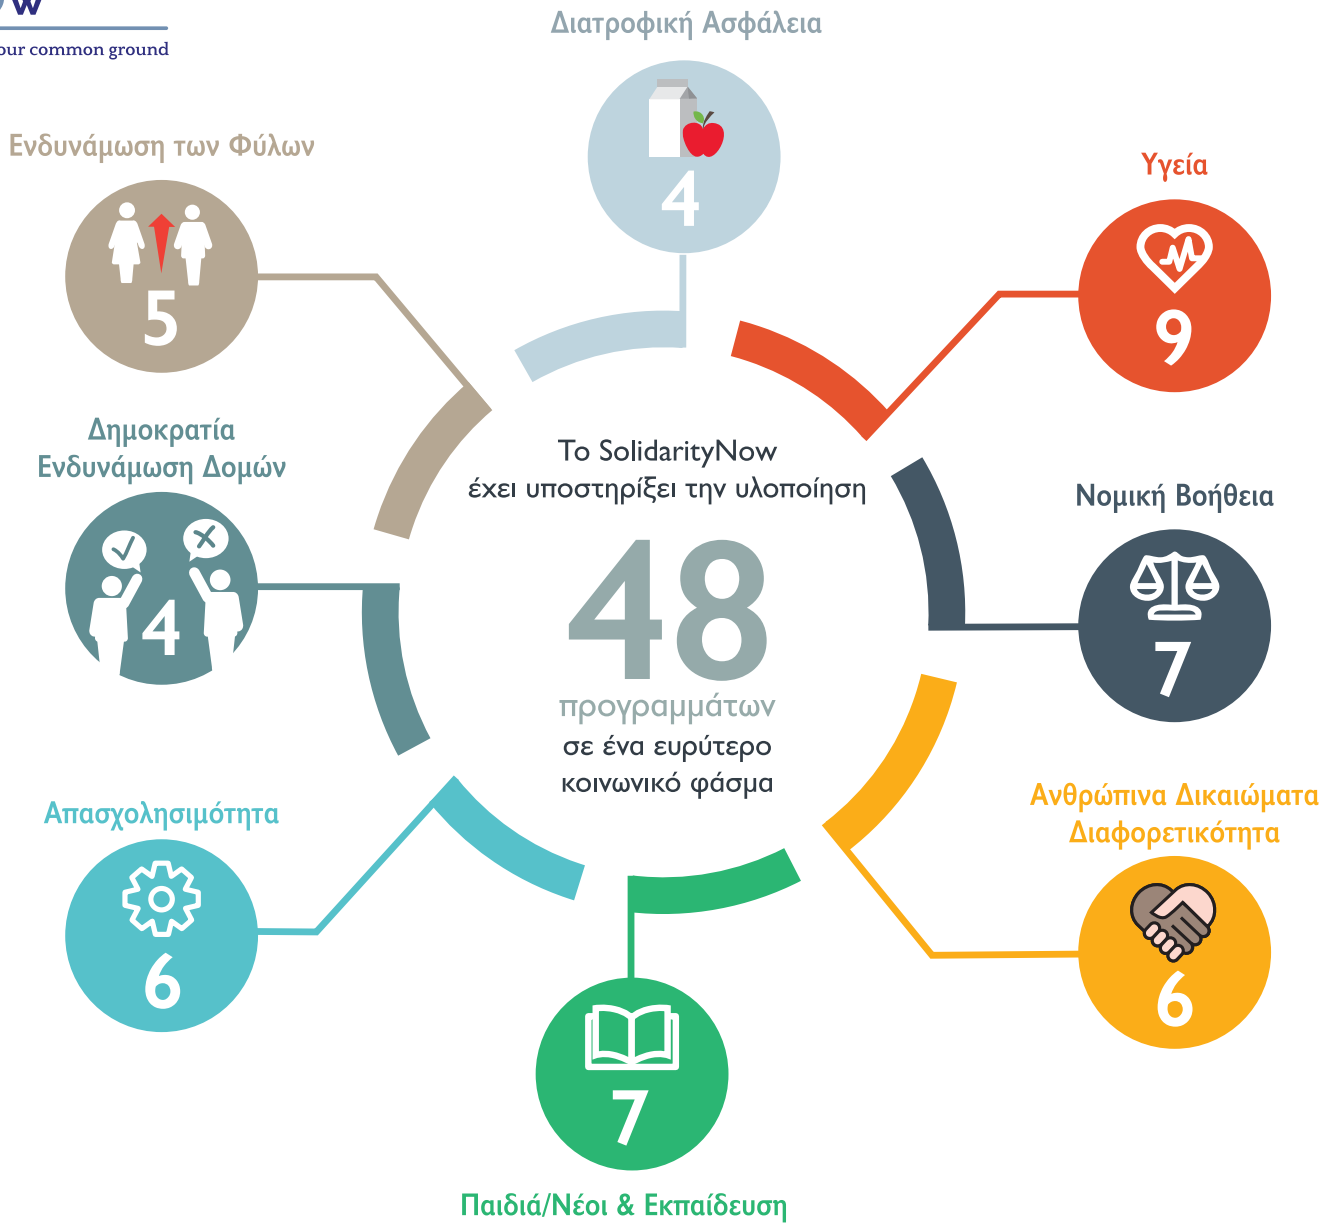 our common ground
Διατροφική Ασφάλεια
4
Ενδυνάμωση των Φύλων
5
Υγεία
9
Δημοκρατία
Ενδυνάμωση Δομών
4
Το SolidarityNow
έχει υποστηρίξει την υλοποίηση
48
προγραμμάτων
σε ένα ευρύτερο
κοινωνικό φάσμα
Νομική Βοήθεια
7
Απασχολησιμότητα
6
Ανθρώπινα Δικαιώματα
Διαφορετικότητα
6
7
Παιδιά/Νέοι & Εκπαίδευση